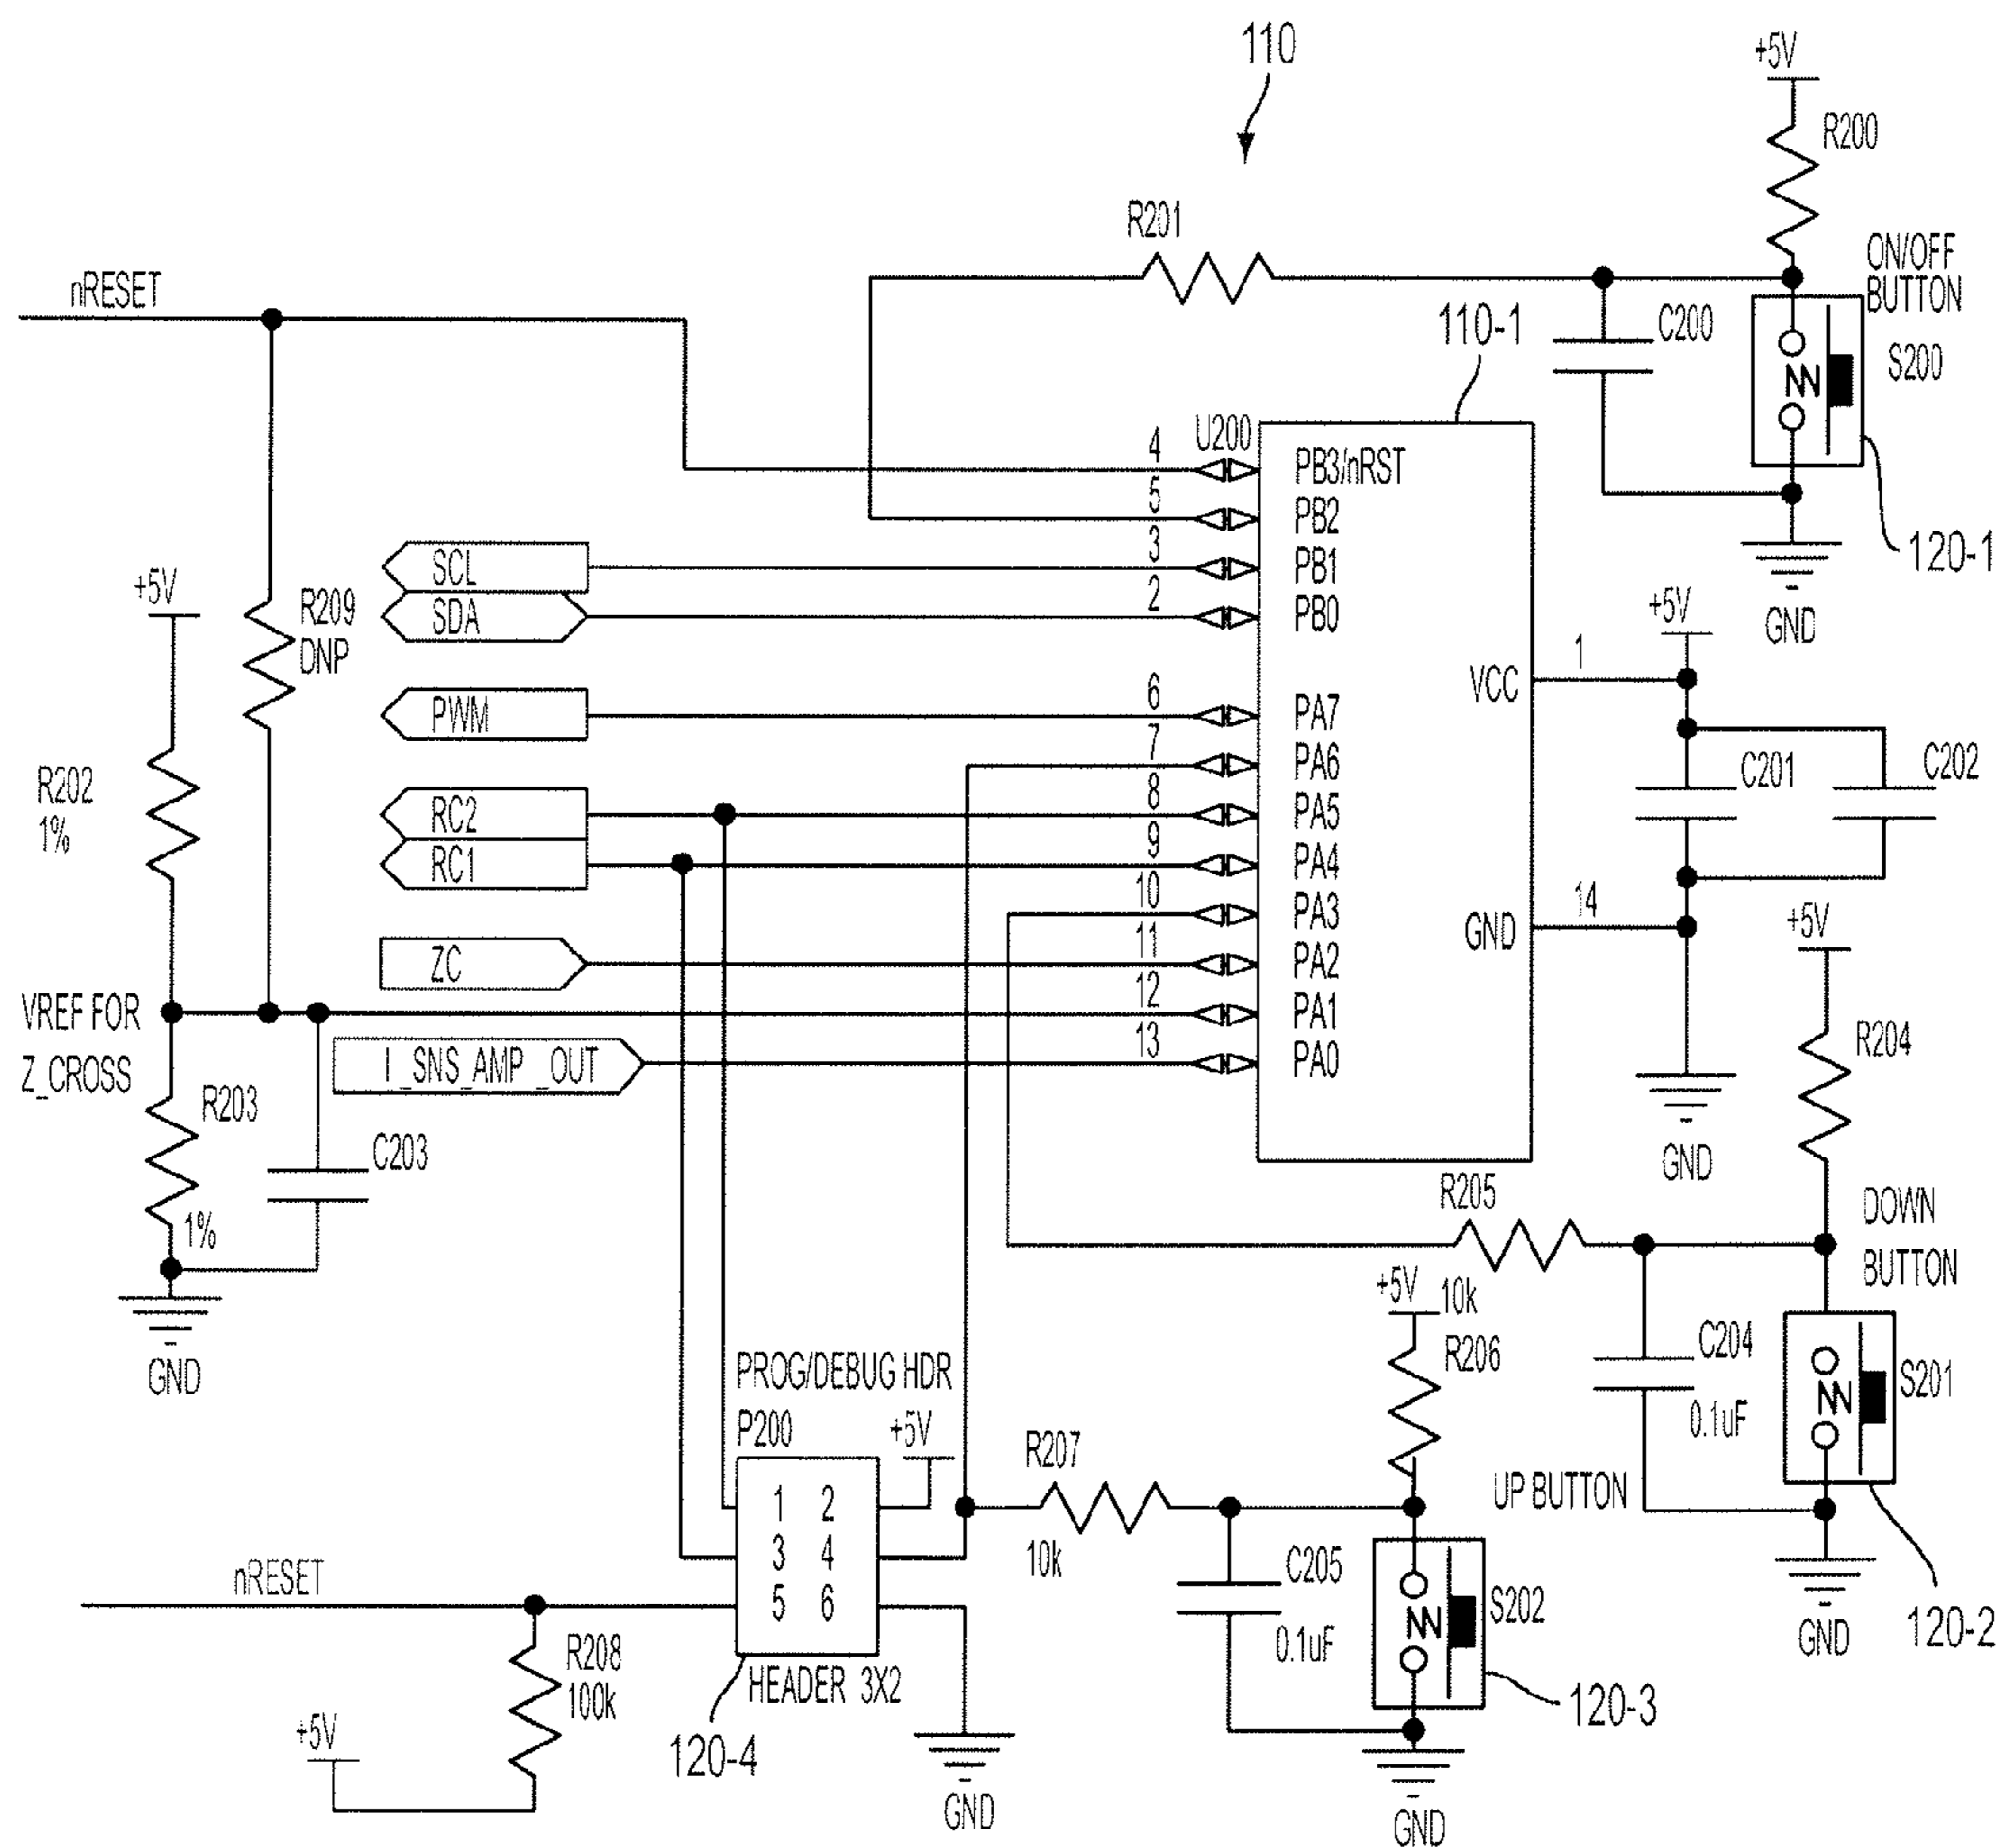 110
+5V
R200
R201
ON/OFF
BUTTON
nRESET
110-1
C200
S200
4
U200
PB3/nRST
5
PB2
120-1
SCL
3
PB1
+5V
R209
DNP
SDA
2
PB0
+5V
GND
1
VCC
PWM
6
PA7
7
PA6
R202
1%
C201
C202
RC2
8
PA5
RC1
9
PA4
10
PA3
14
GND
+5V
ZC
11
PA2
VREF FOR
Z_CROSS
12
PA1
R204
I_SNS_AMP_OUT
13
PA0
R203
C203
GND
1%
R205
DOWN
BUTTON
+5V
10k
R206
GND
PROG/DEBUG HDR
P200
+5V
C204
0.1uF
S201
R207
10k
UP BUTTON
1 2
3 4
5 6
C205
0.1uF
S202
nRESET
GND
120-2
R208
100k
HEADER 3X2
+5V
120-4
120-3
GND
GND